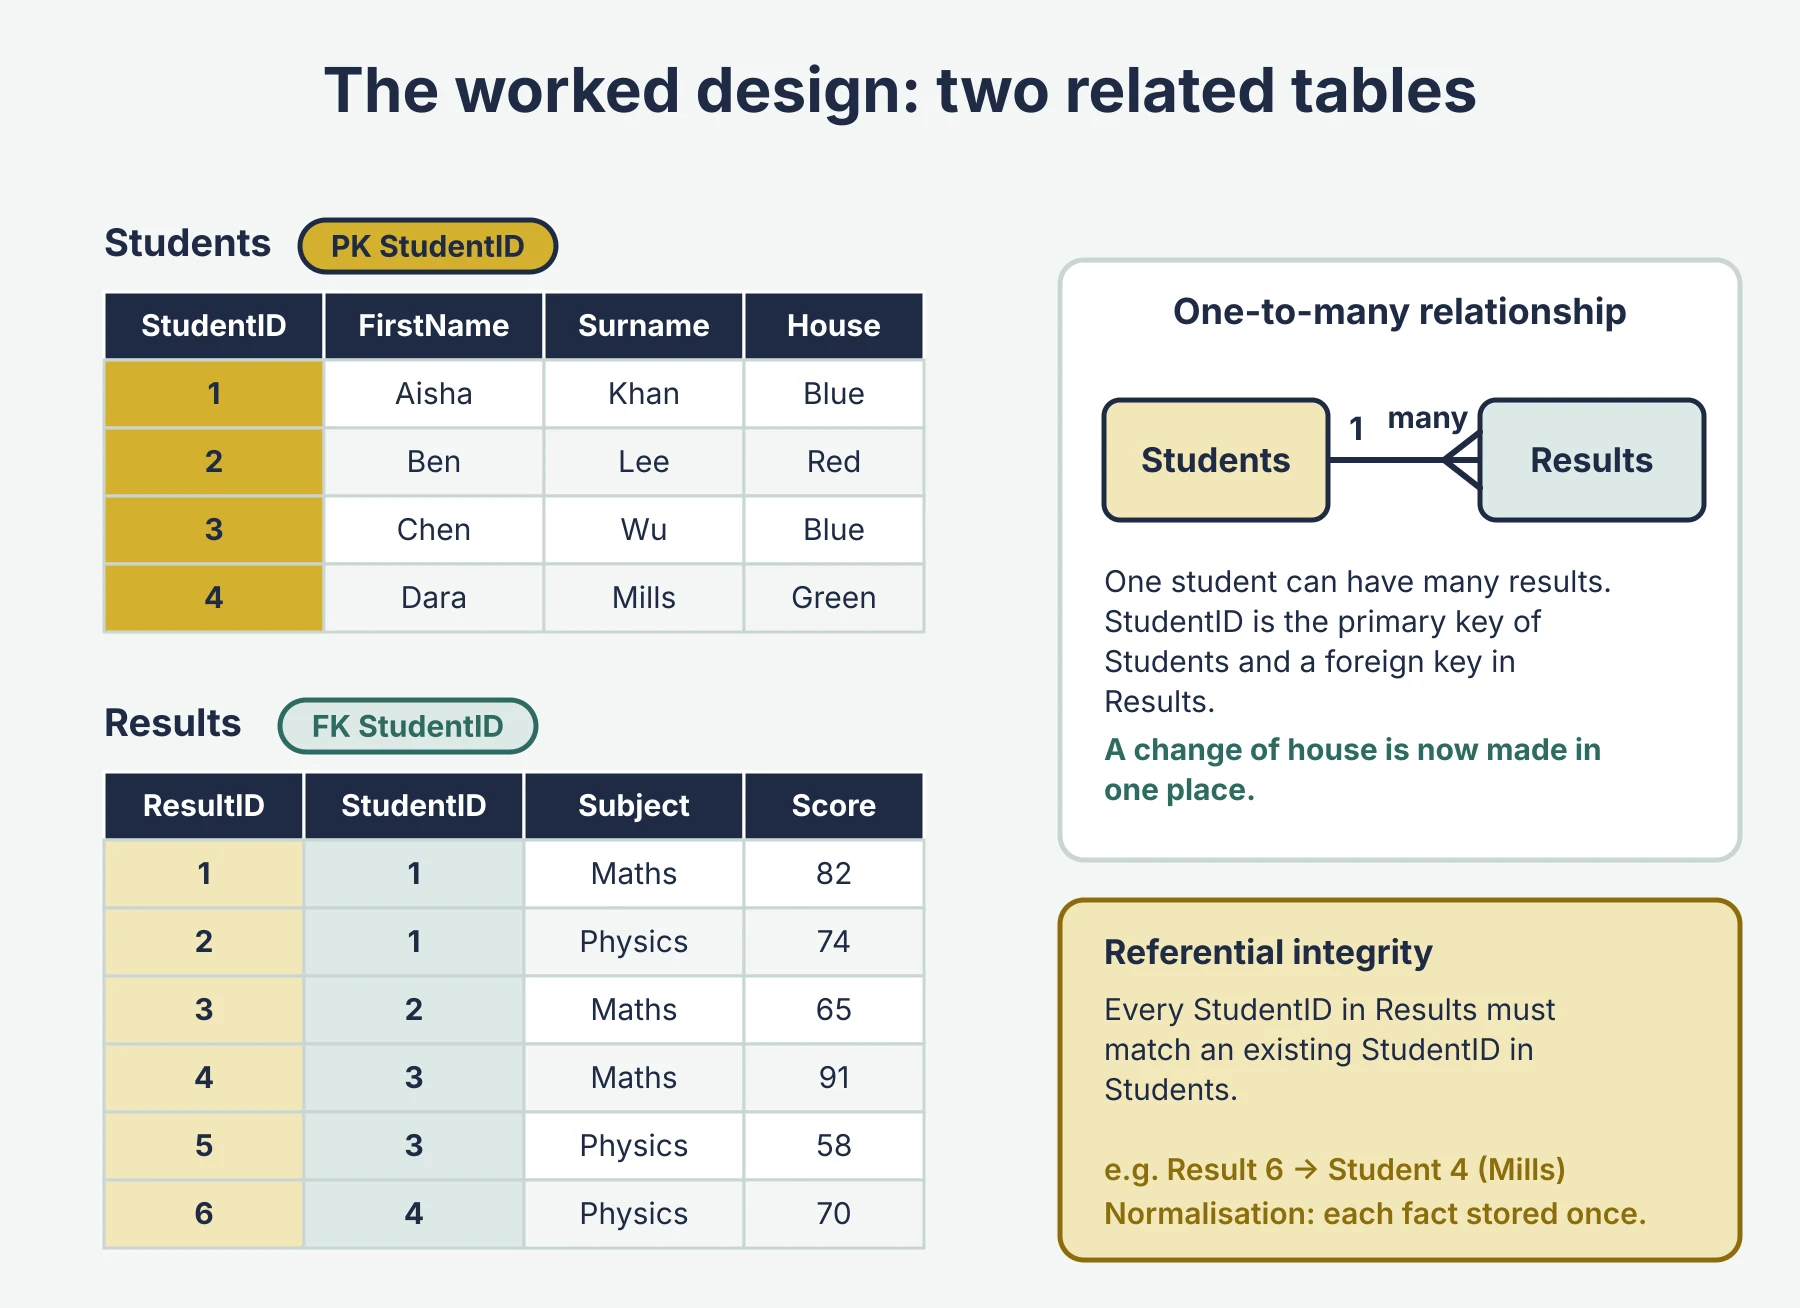 The worked design: two related tables
Students PK StudentID
StudentID FirstName Surname House
1 Aisha Khan Blue
2 Ben Lee Red
3 Chen Wu Blue
4 Dara Mills Green
Results FK StudentID
ResultID StudentID Subject Score
1 1 Maths 82
2 1 Physics 74
3 2 Maths 65
4 3 Maths 91
5 3 Physics 58
6 4 Physics 70
One-to-many relationship
Students 1 many Results
One student can have many results.
StudentID is the primary key of
Students and a foreign key in
Results.
A change of house is now made in
one place.
Referential integrity
Every StudentID in Results must
match an existing StudentID in
Students.
e.g. Result 6 → Student 4 (Mills)
Normalisation: each fact stored once.